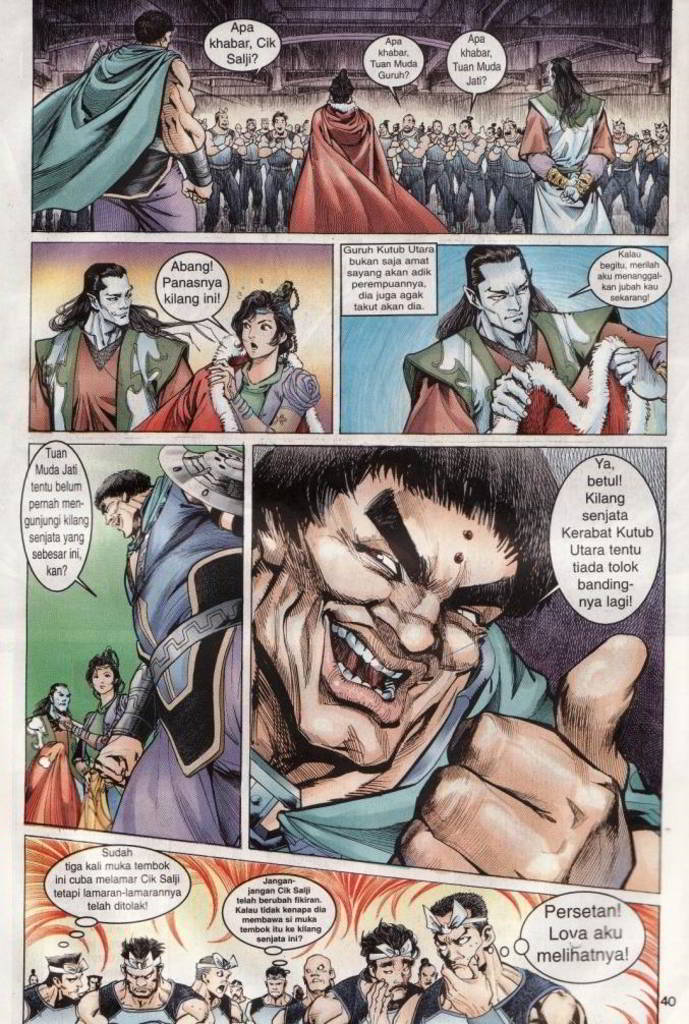 Apa
khabar, Cik
Salji?
Apa
khabar,
Tuan Muda
Guruh?
Apa
khabar,
Tuan Muda
Jati?
Abang!
Panasnya
kilang ini!
Guruh Kutub Utara
bukan saja amat
sayang akan adik
perempuannya,
dia juga agak
takut akan dia.
Kalau
begitu, merilah
aku menanggal-
kan jubah kau
sekarang!
Tuan
Muda Jati
tentu belum
pernah men-
gunjungi kilang
senjata yang
sebesar ini,
kan?
Ya,
betul!
Kilang
senjata
Kerabat Kutub
Utara tentu
tiada tolok
banding-
nya lagi!
Sudah
tiga kali muka tembok
ini cuba melamar Cik Salji
tetapi lamaran-lamarannya
telah ditolak!
Jangan-
jangan Cik Salji
telah berubah fikiran.
Kalau tidak kenapa dia
membawa si muka
tembok itu ke kilang
senjata ini?
Persetan!
Lova aku
melihatnya!
40